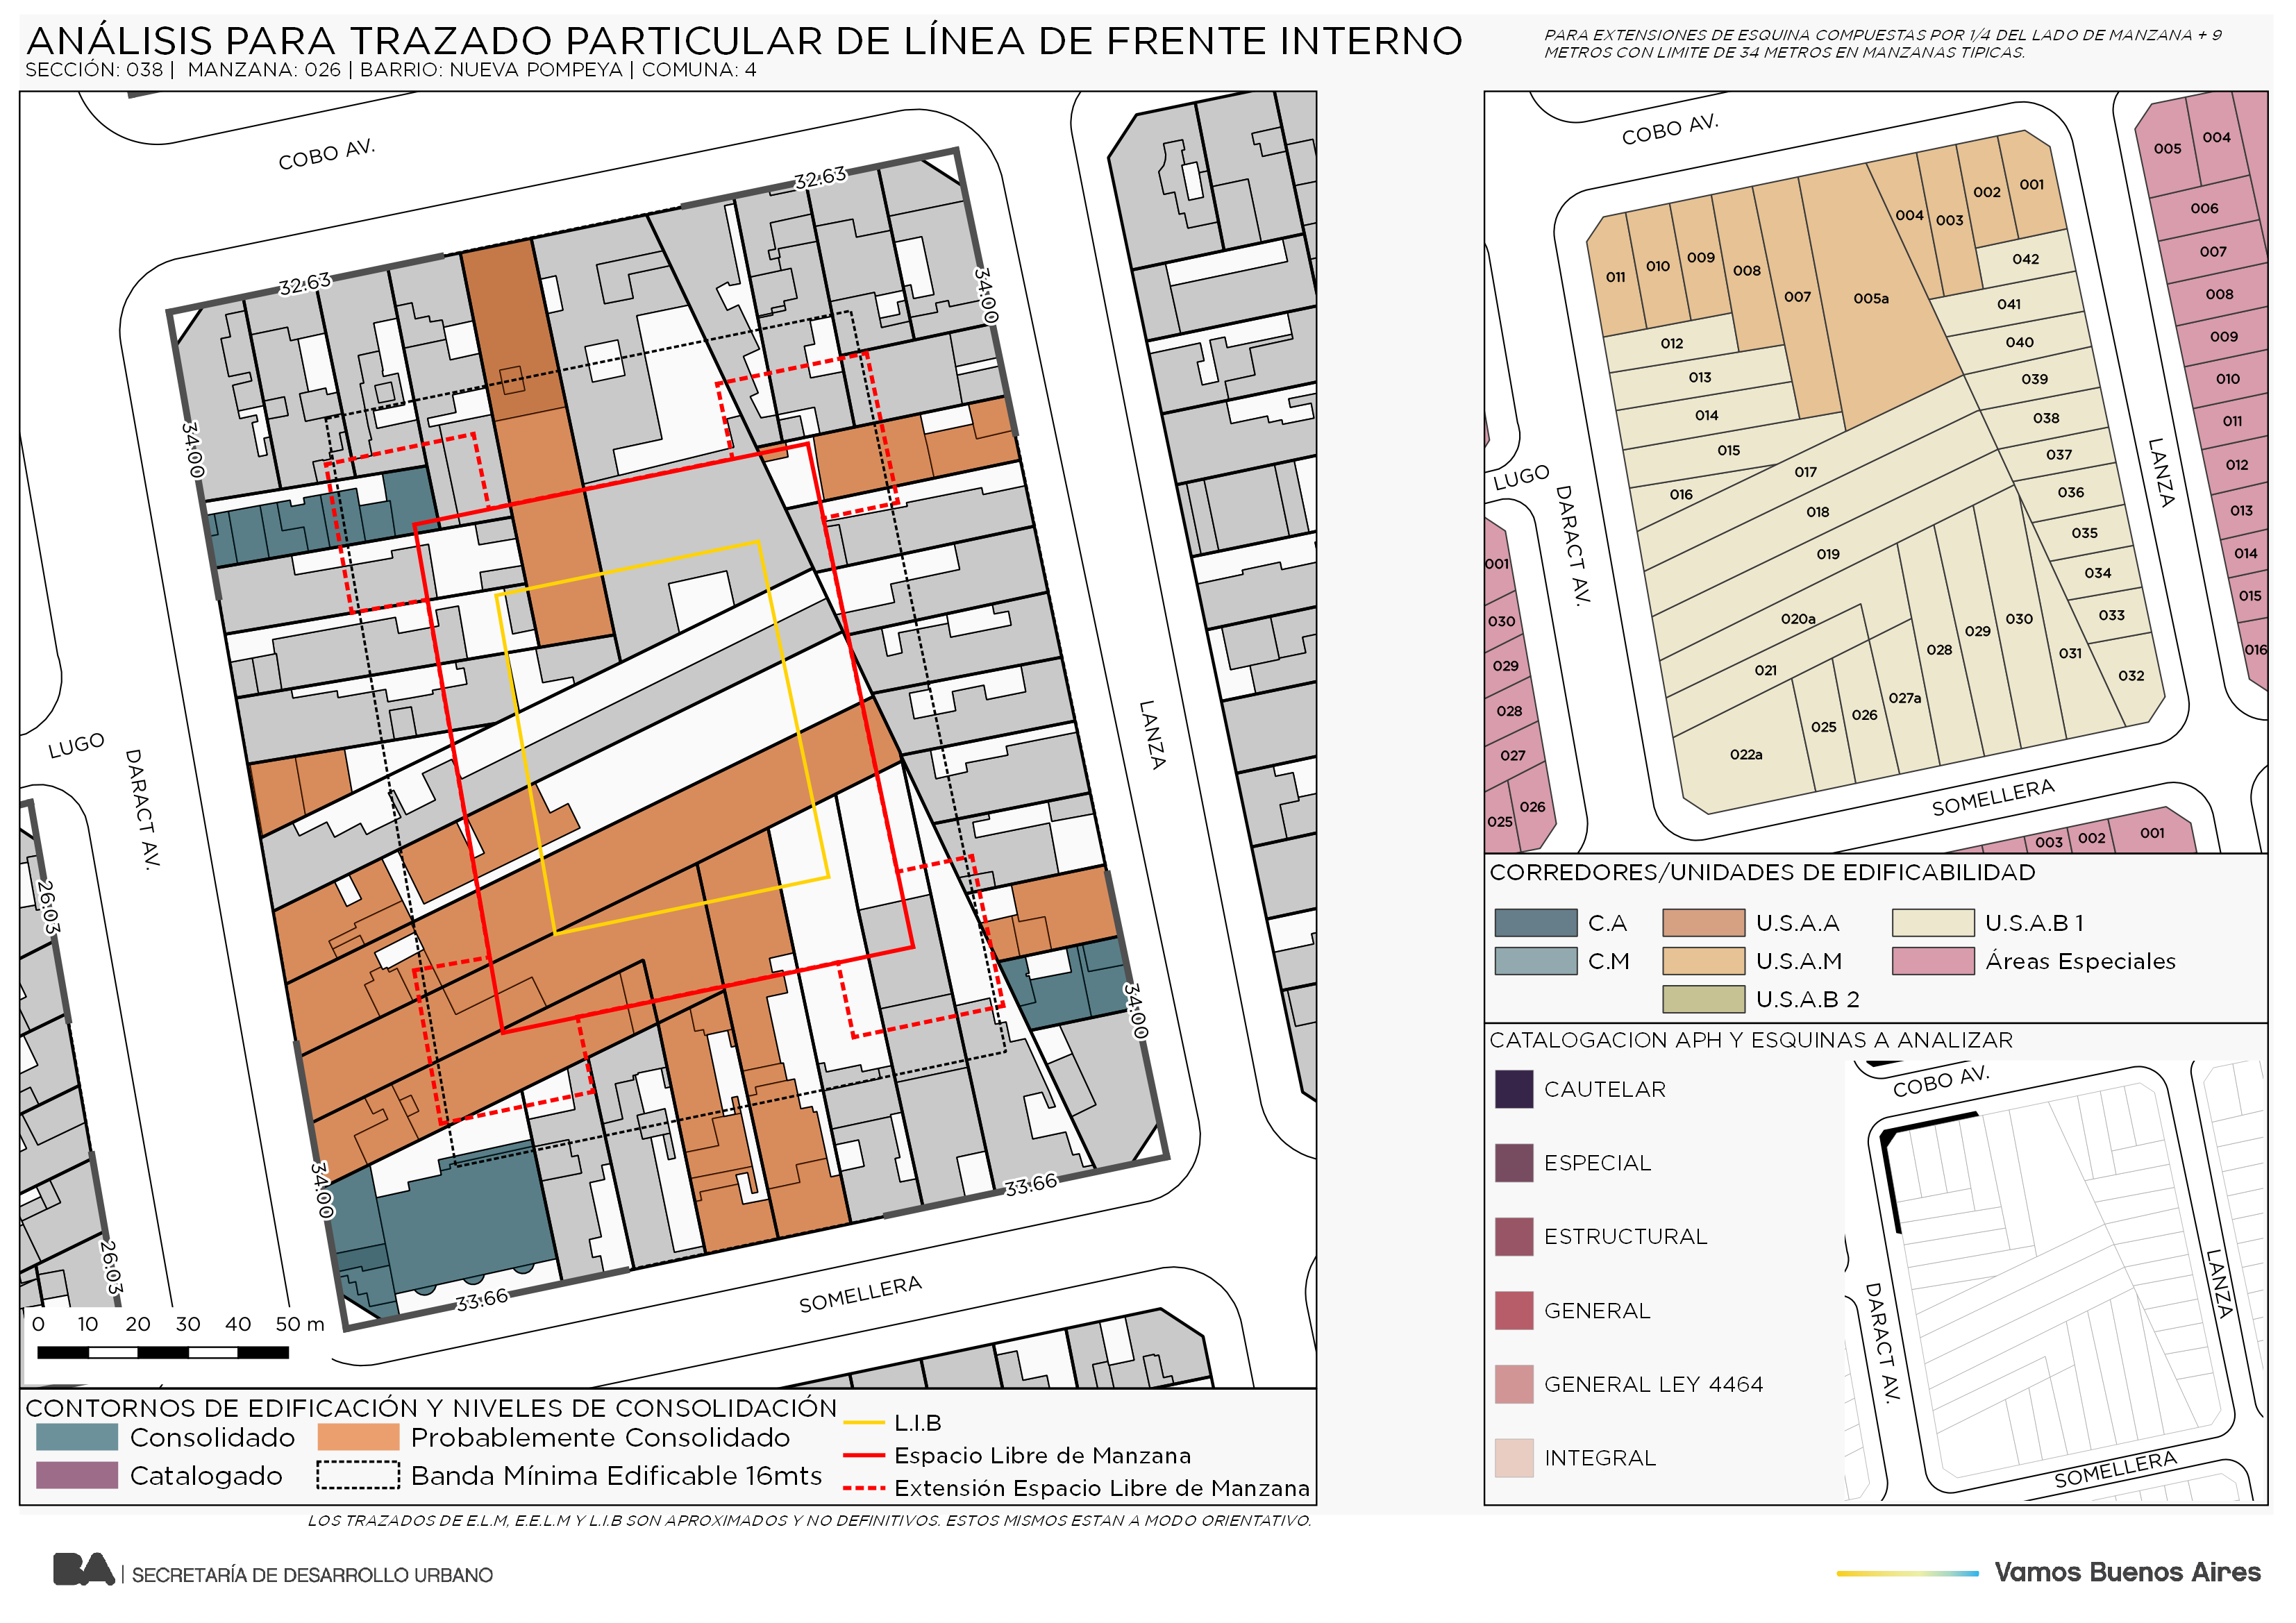 ANÁLISIS PARA TRAZADO PARTICULAR DE LÍNEA DE FRENTE INTERNO
SECCIÓN: 038 | MANZANA: 026 | BARRIO: NUEVA POMPEYA | COMUNA: 4
PARA EXTENSIONES DE ESQUINA COMPUESTAS POR 1/4 DEL LADO DE MANZANA + 9
METROS CON LIMITE DE 34 METROS EN MANZANAS TIPICAS.
COBO AV.
32.63
32.63
34.00
34.00
LUGO
DARACT AV.
LANZA
26.03
26.03
34.00
34.00
33.66
33.66
SOMELLERA
0 10 20 30 40 50 m
CONTORNOS DE EDIFICACIÓN Y NIVELES DE CONSOLIDACIÓN
Consolidado
Probablemente Consolidado
Catalogado
Banda Mínima Edificable 16mts
L.I.B
Espacio Libre de Manzana
Extensión Espacio Libre de Manzana
LOS TRAZADOS DE E.L.M, E.E.L.M Y L.I.B SON APROXIMADOS Y NO DEFINITIVOS. ESTOS MISMOS ESTAN A MODO ORIENTATIVO.
COBO AV.
005
004
006
007
008
009
010
011
012
013
014
015
016
001
002
003
004
005a
007
008
009
010
011
012
013
014
015
016
017
018
019
020a
021
022a
025
026
027a
028
029
030
031
032
033
034
035
036
037
038
039
040
041
042
LUGO
DARACT AV.
LANZA
SOMELLERA
001
030
029
028
027
026
025
003
002
001
CORREDORES/UNIDADES DE EDIFICABILIDAD
C.A
U.S.A.A
U.S.A.B 1
C.M
U.S.A.M
Áreas Especiales
U.S.A.B 2
CATALOGACION APH Y ESQUINAS A ANALIZAR
CAUTELAR
ESPECIAL
ESTRUCTURAL
GENERAL
GENERAL LEY 4464
INTEGRAL
COBO AV.
DARACT AV.
LANZA
SOMELLERA
BA | SECRETARÍA DE DESARROLLO URBANO
Vamos Buenos Aires